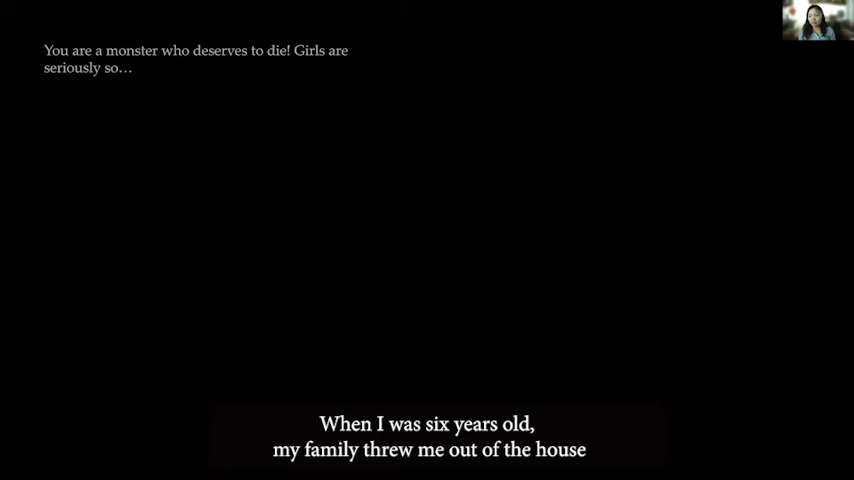 You are a monster who deserves to die! Girls are
seriously so…
When I was six years old,
my family threw me out of the house